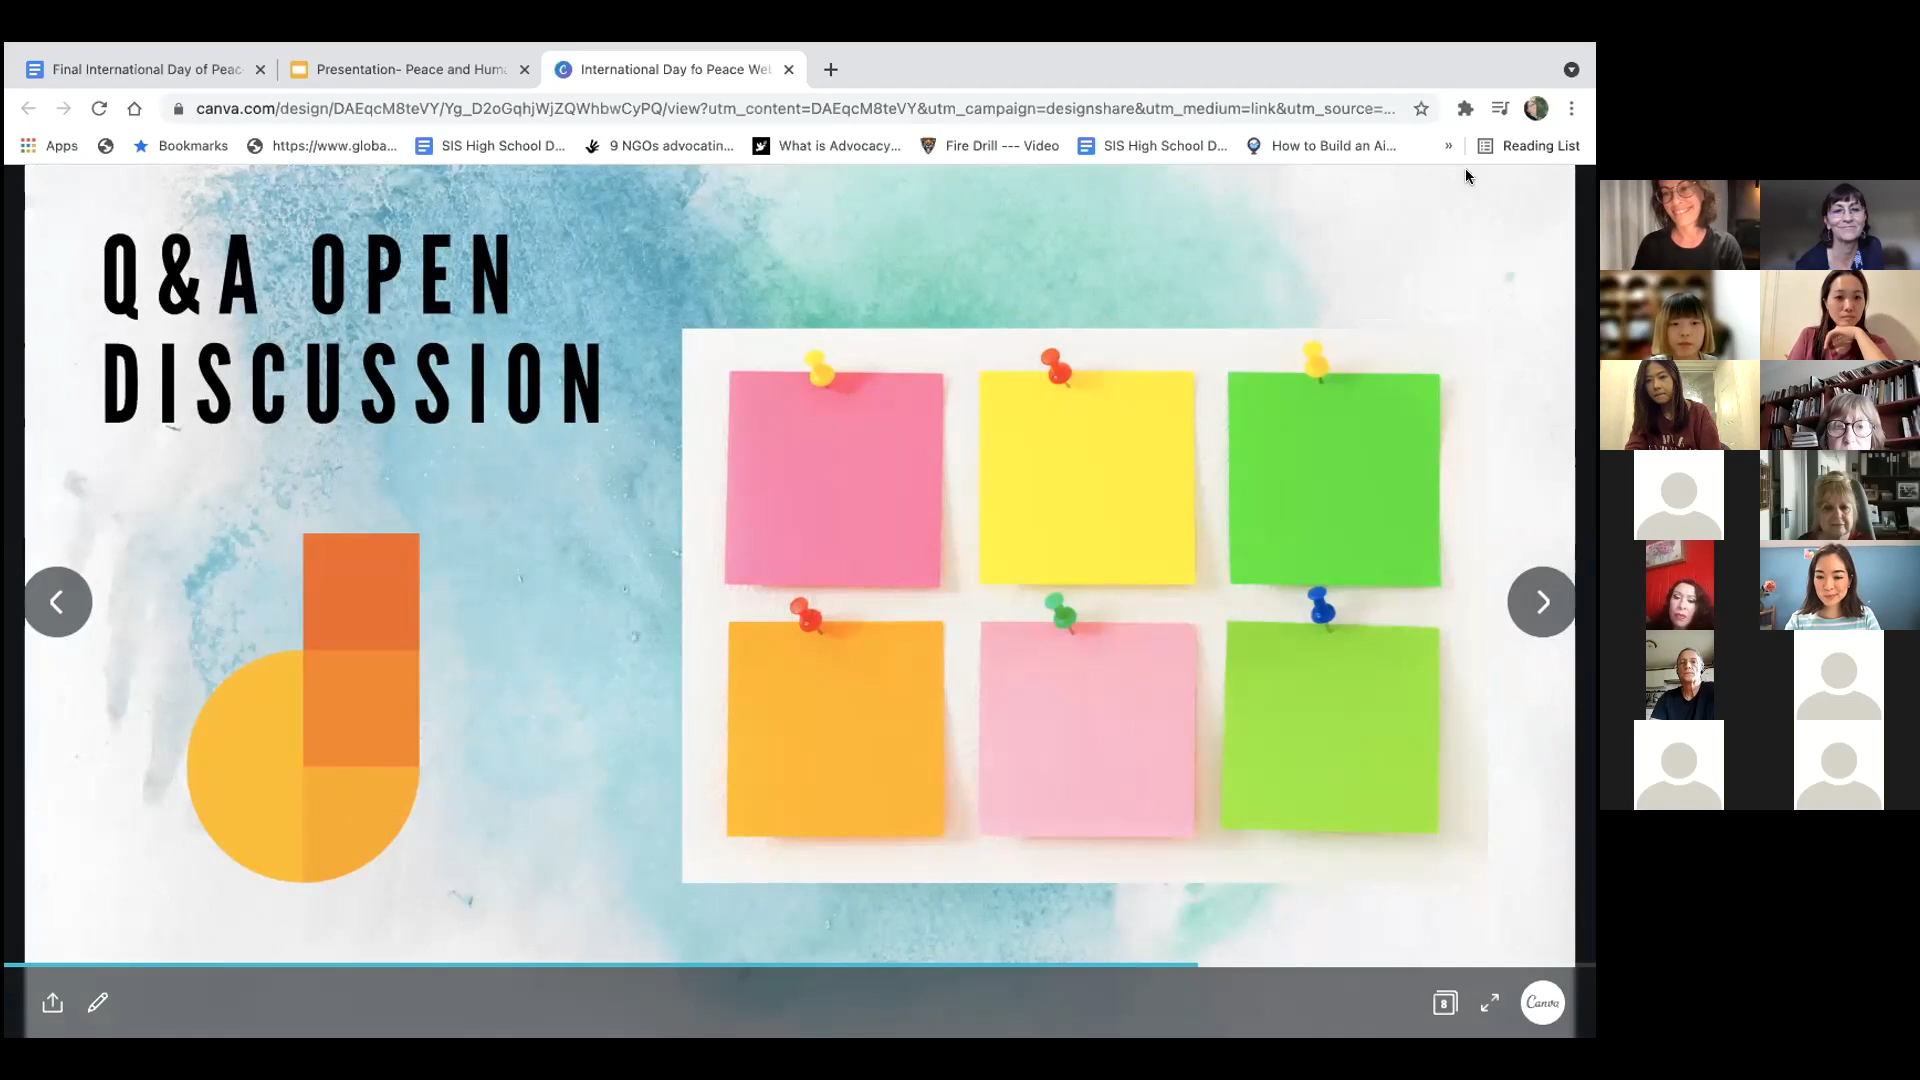 Final International Day of Peac
Presentation- Peace and Huma
International Day fo Peace Wel
canva.com/design/DAEqcM8teVY/Yg_D2oGqhjWjZQWhbwCyPQ/view?utm_content=DAEqcM8teVY&utm_campaign=designshare&utm_medium=link&utm_source=...
Apps
Bookmarks
https://www.globa...
SIS High School D...
9 NGOs advocatin...
What is Advocacy...
Fire Drill --- Video
SIS High School D...
How to Build an Ai...
»
Reading List
Q&A OPEN
DISCUSSION
8
Canva